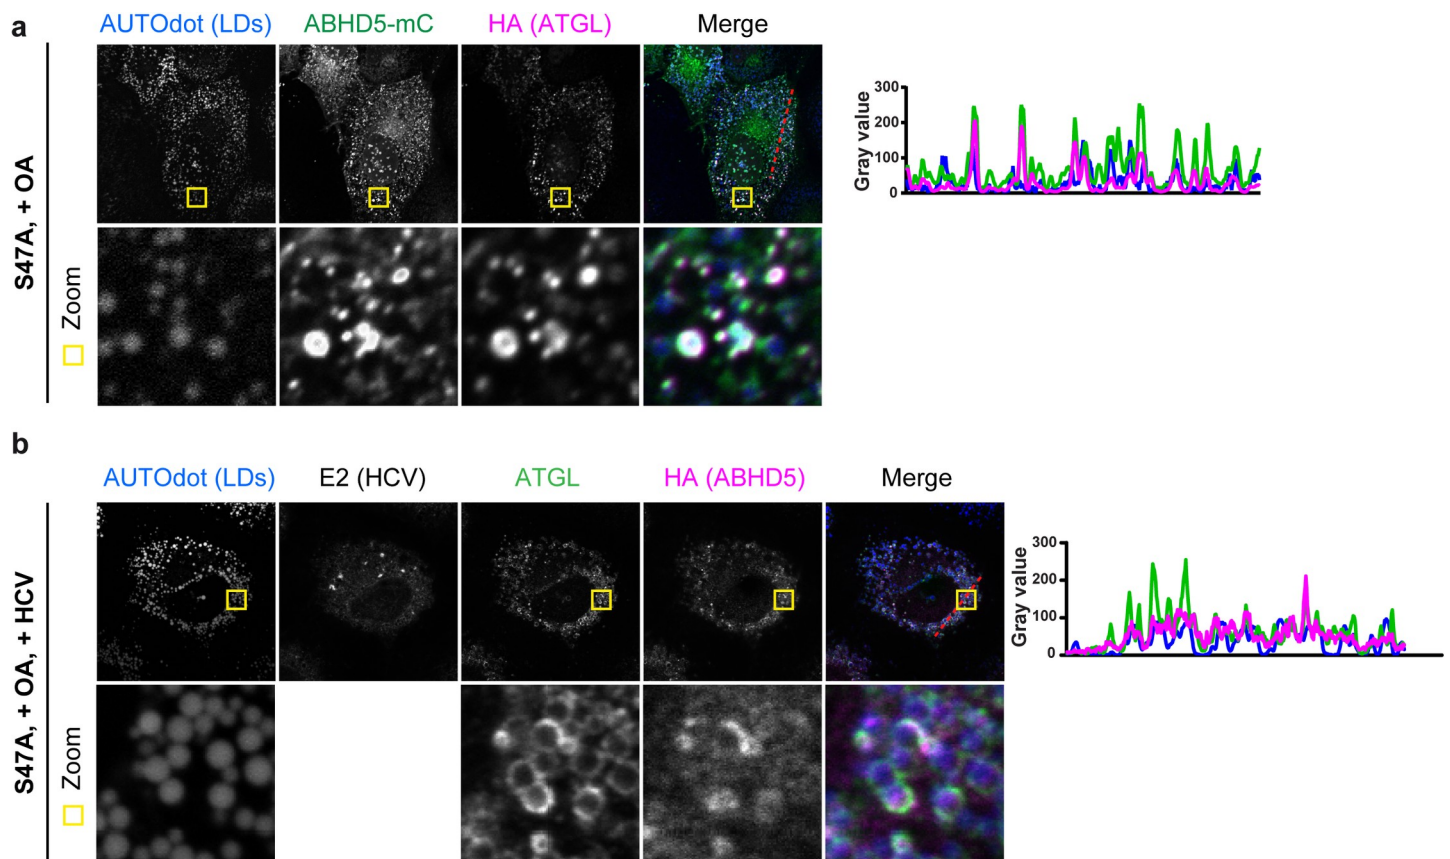 a
AUTOdot (LDs) ABHD5-mC HA (ATGL) Merge
S47A, + OA
Zoom
Gray value
300
200
100
0
b
AUTOdot (LDs) E2 (HCV) ATGL HA (ABHD5) Merge
S47A, + OA, + HCV
Zoom
Gray value
300
200
100
0